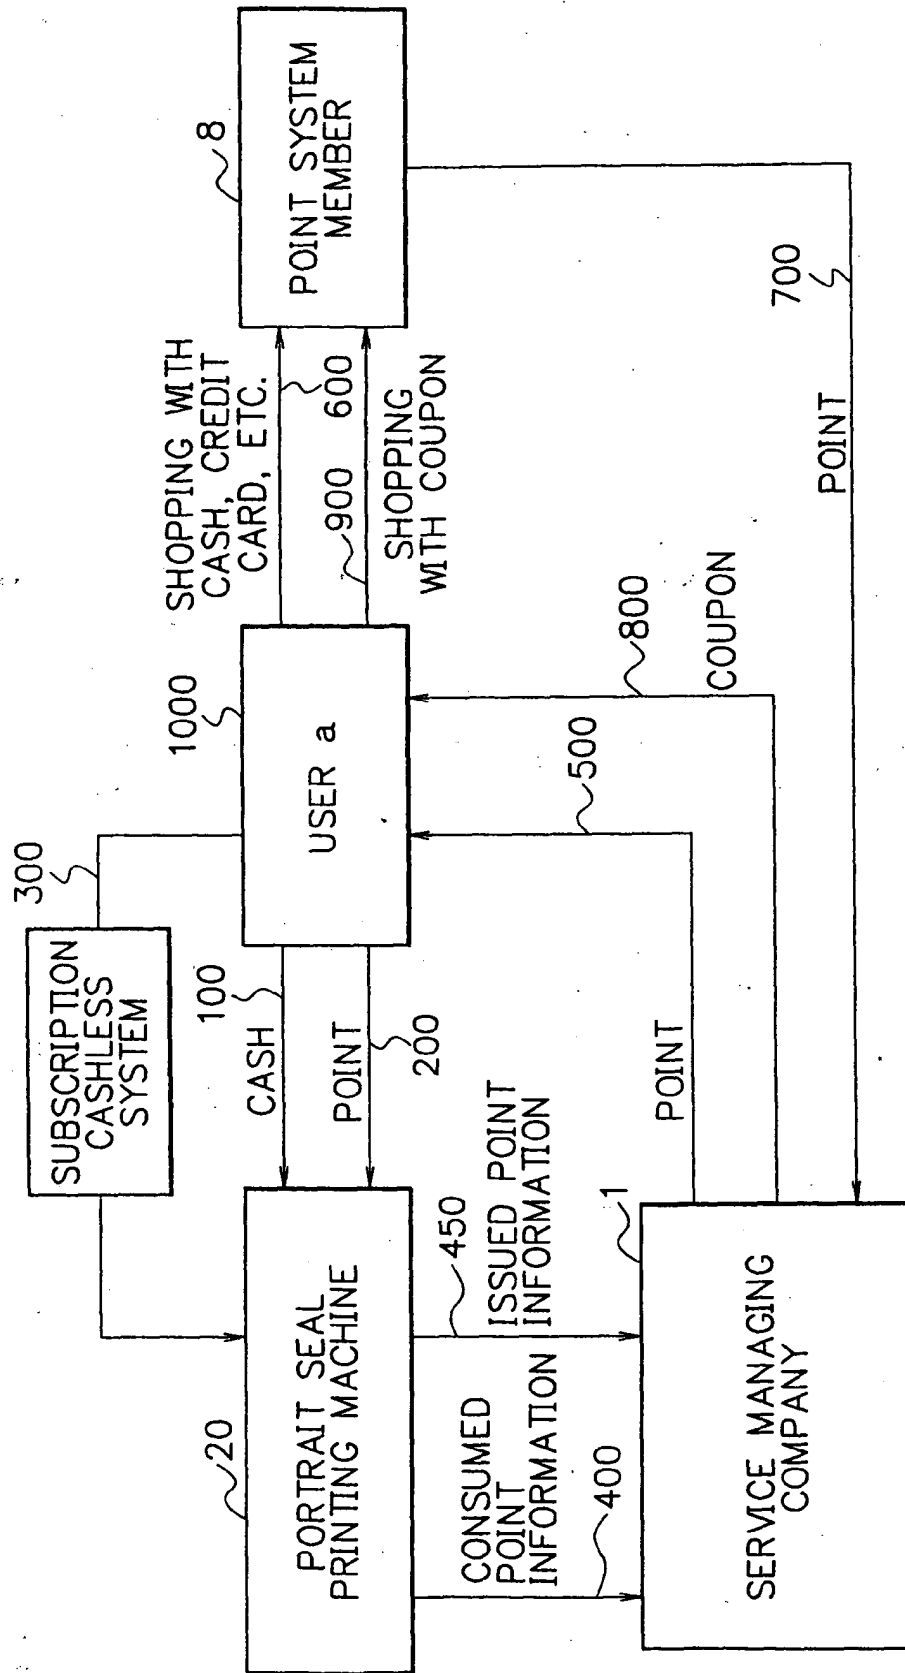 300
SUBSCRIPTION
CASHLESS
SYSTEM
20
PORTRAIT SEAL
PRINTING MACHINE
100
CASH
POINT
200
1000
USER a
SHOPPING WITH
CASH, CREDIT
CARD, ETC.
600
900
SHOPPING
WITH COUPON
8
POINT SYSTEM
MEMBER
CONSUMED
POINT
INFORMATION
400
450
ISSUED POINT
INFORMATION
POINT
500
800
COUPON
POINT
700
1
SERVICE MANAGING
COMPANY